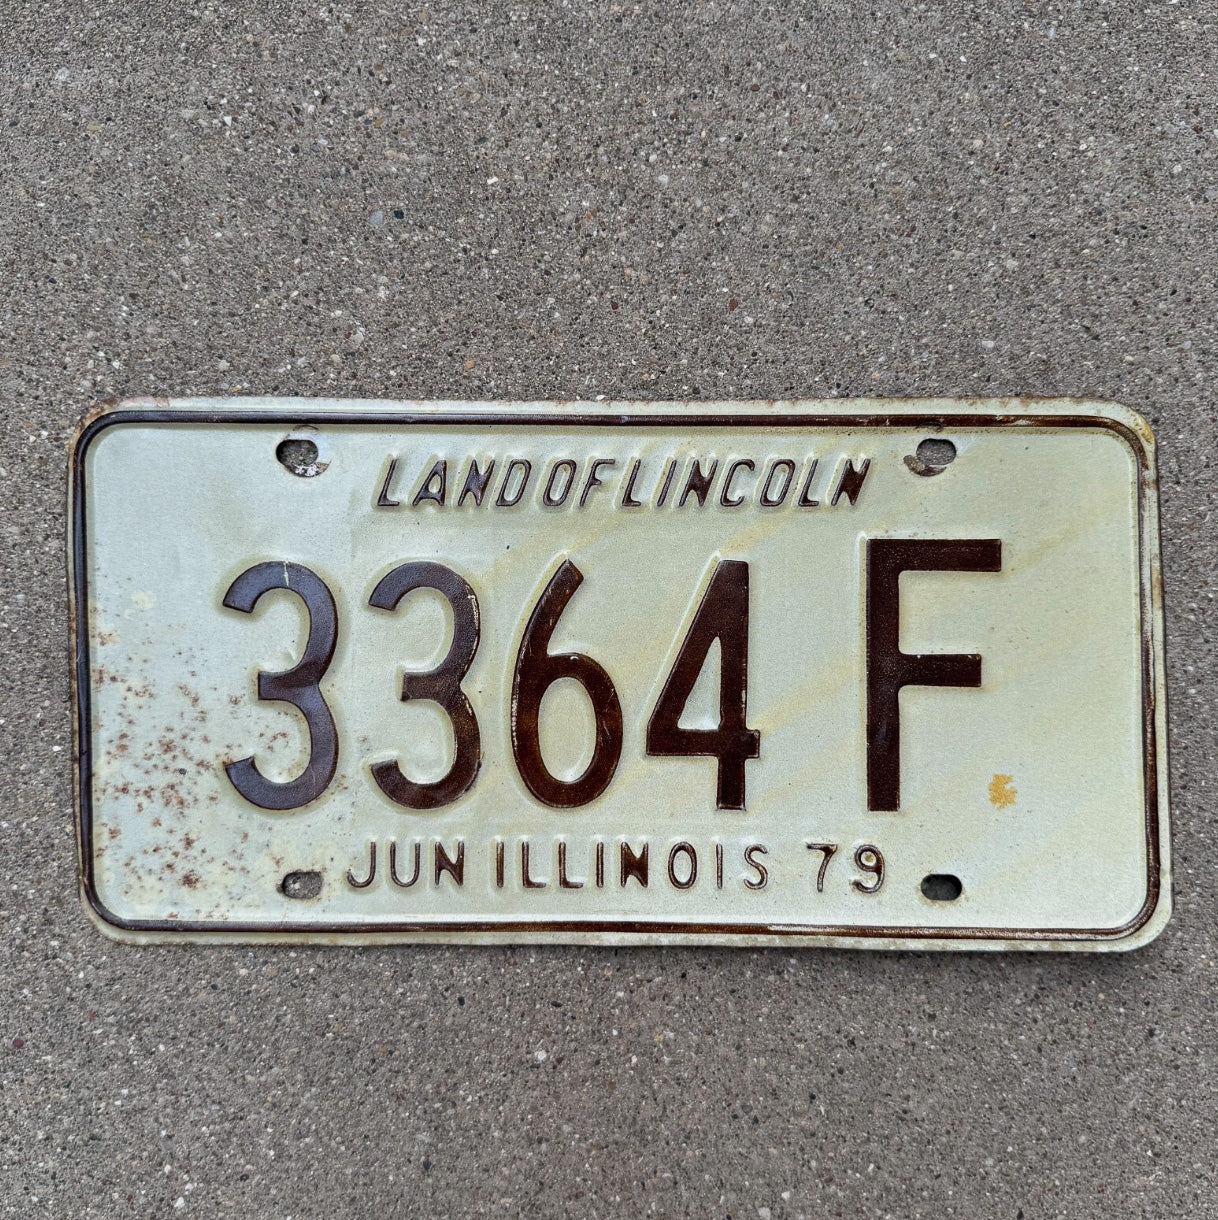 LAND OF LINCOLN
3364 F
JUN ILLINOIS 79